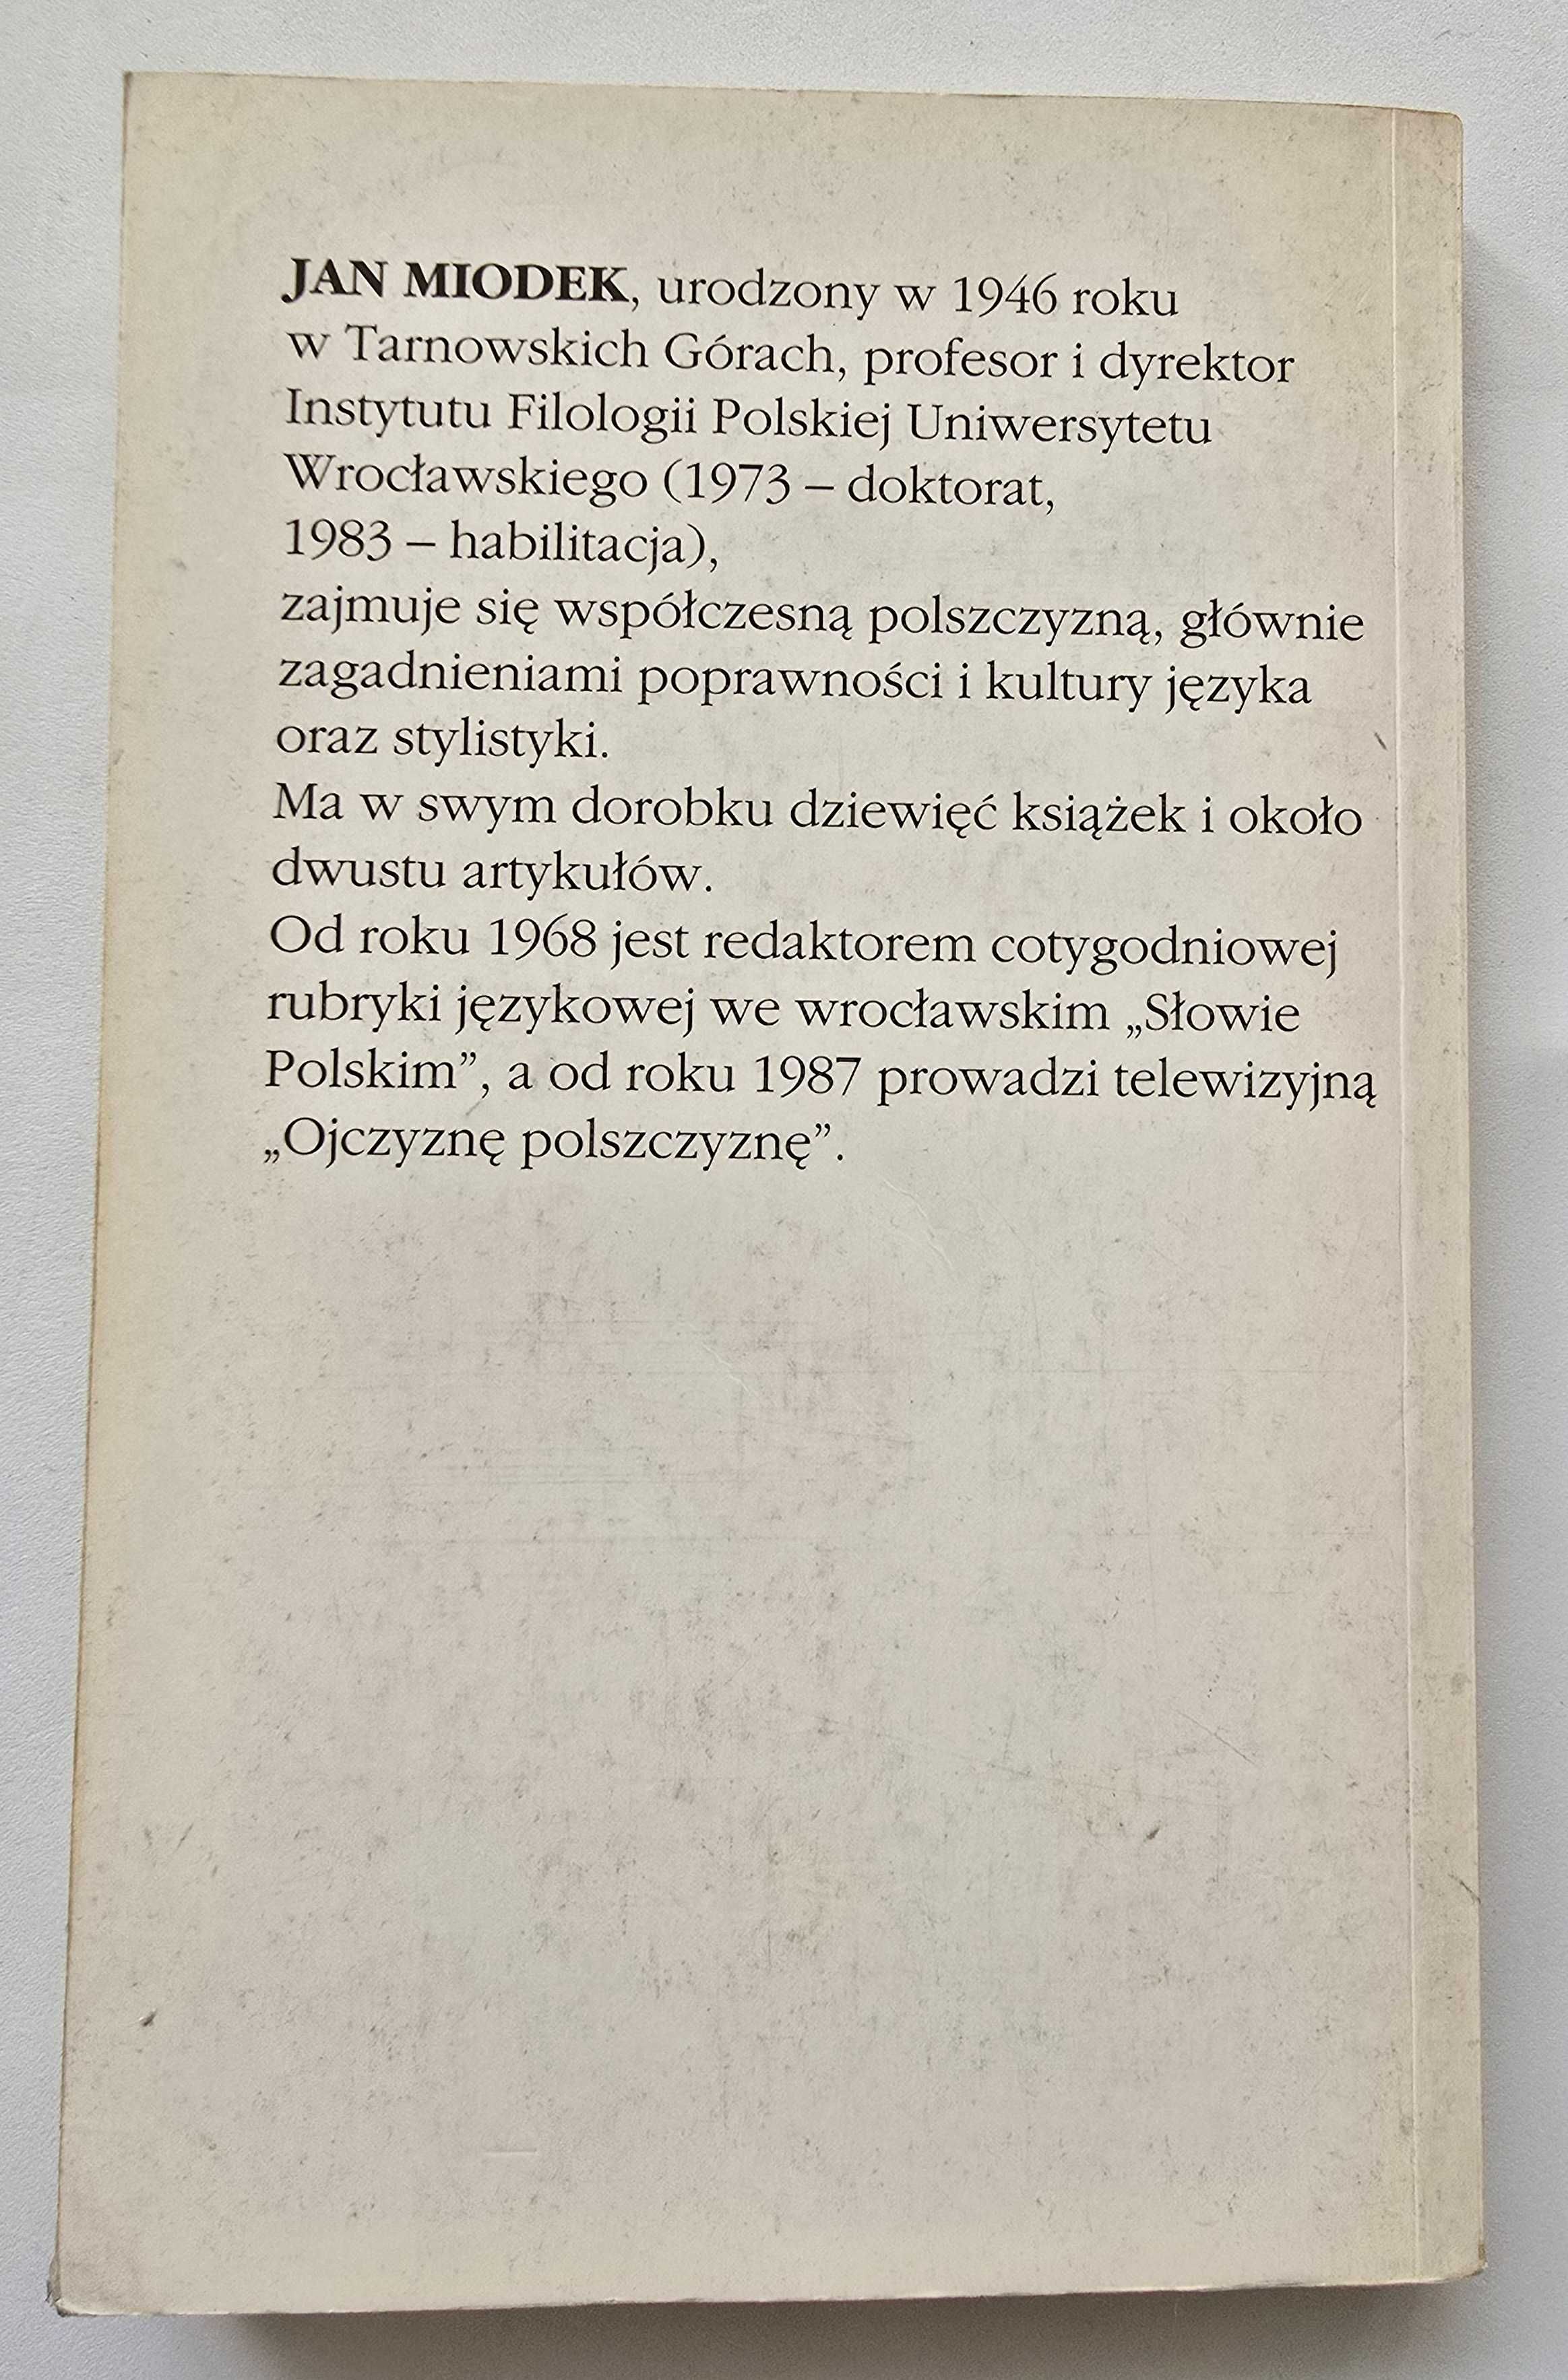 JAN MIODEK, urodzony w 1946 roku
w Tarnowskich Górach, profesor i dyrektor
Instytutu Filologii Polskiej Uniwersytetu
Wrocławskiego (1973 – doktorat,
1983 – habilitacja),
zajmuje się współczesną polszczyzną, głównie
zagadnieniami poprawności i kultury języka
oraz stylistyki.
Ma w swym dorobku dziewięć książek i około
dwustu artykułów.
Od roku 1968 jest redaktorem cotygodniowej
rubryki językowej we wrocławskim „Słowie
Polskim”, a od roku 1987 prowadzi telewizyjną
„Ojczyznę polszczyznę”.